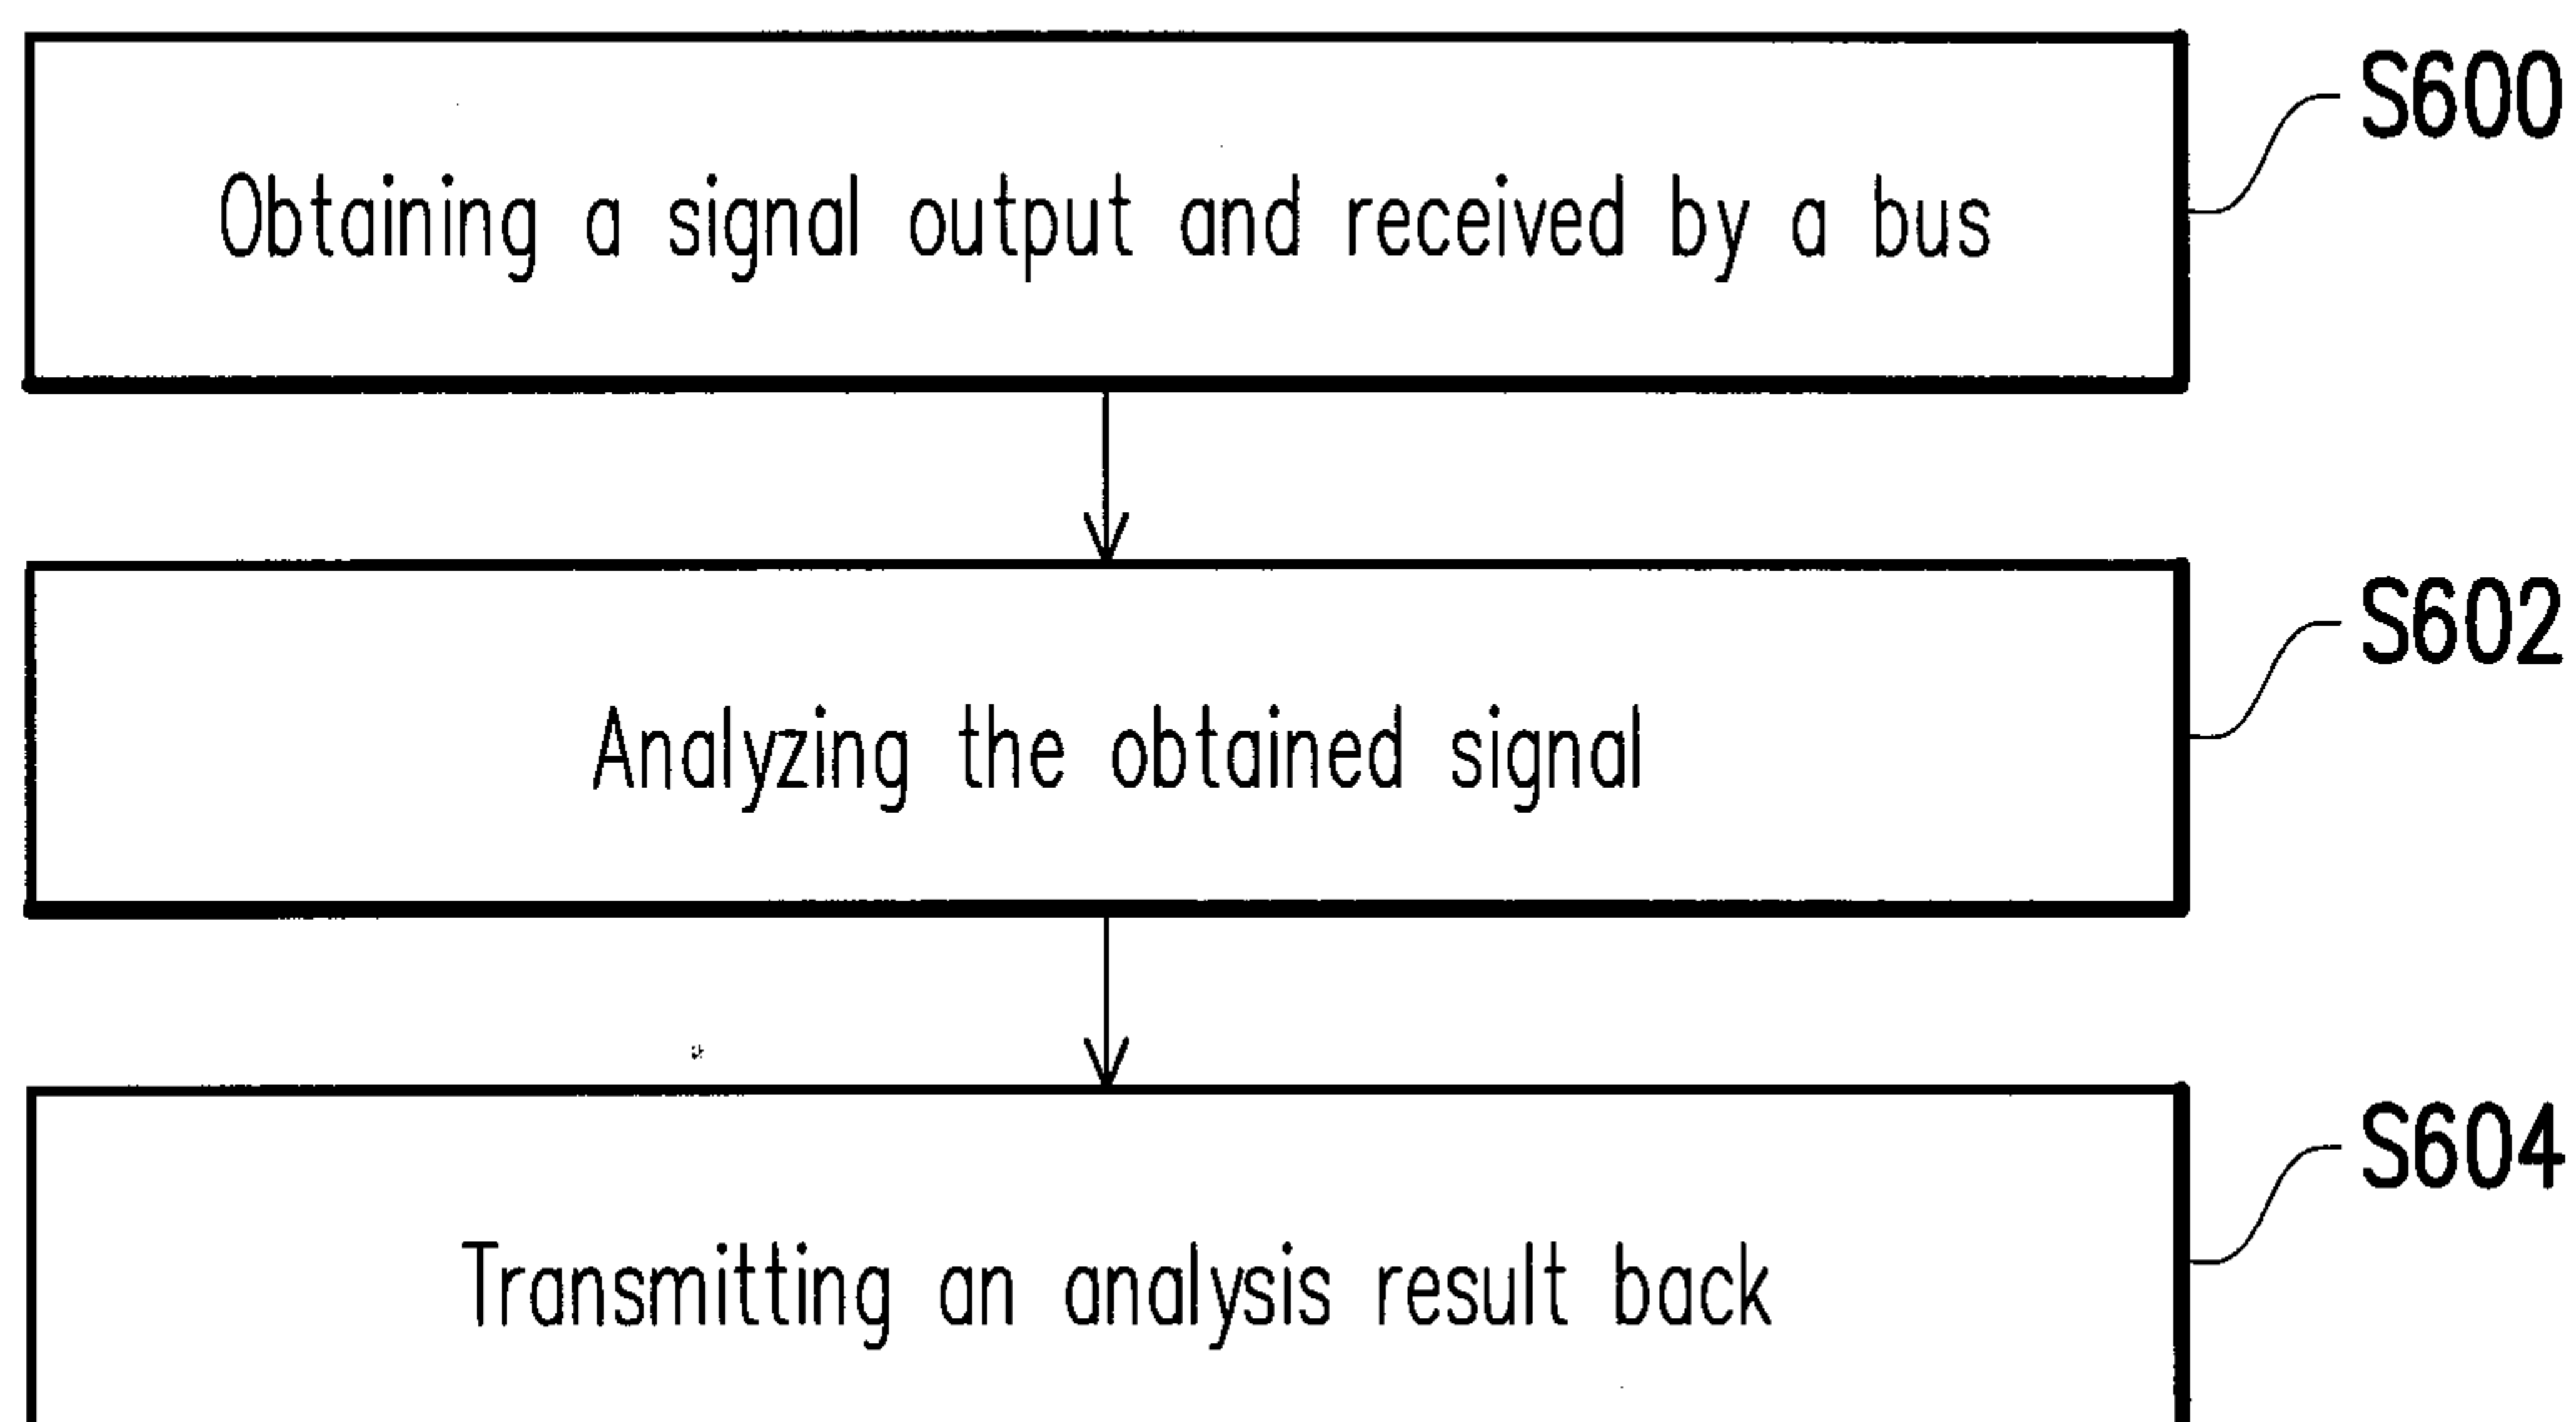 S600
Obtaining a signal output and received by a bus
S602
Analyzing the obtained signal
S604
Transmitting an analysis result back